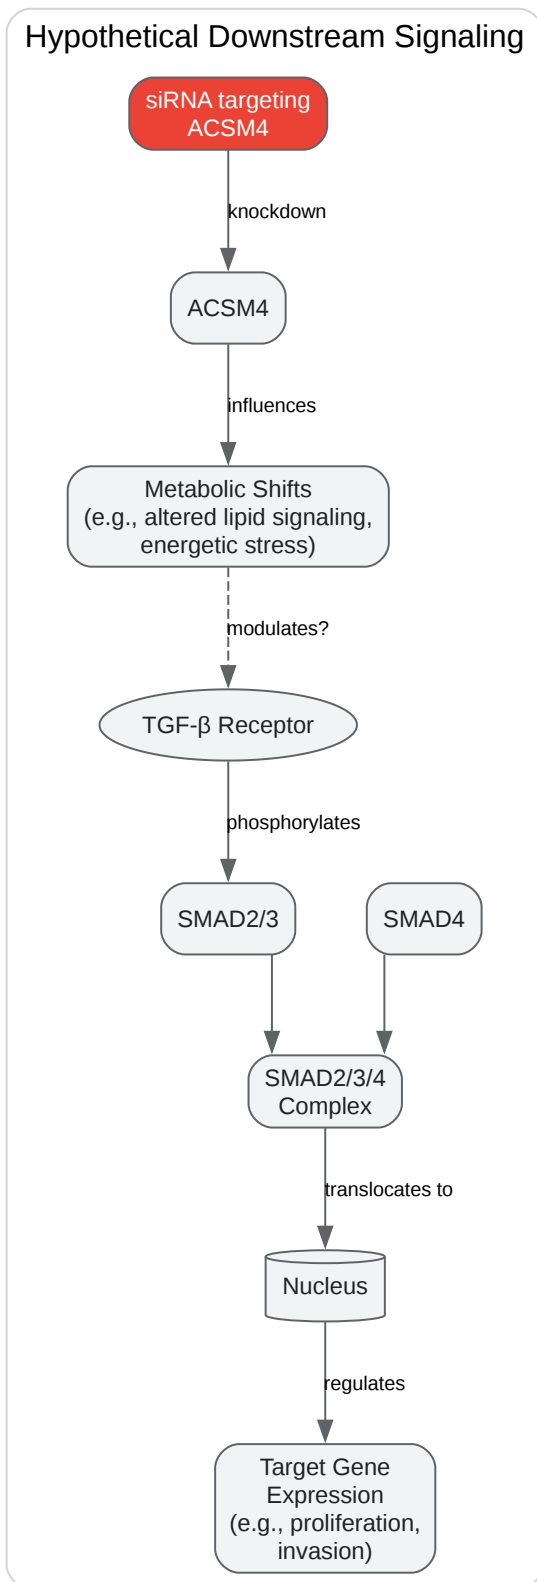 Hypothetical Downstream Signaling
siRNA targeting
ACSM4
knockdown
ACSM4
influences
Metabolic Shifts
(e.g., altered lipid signaling,
energetic stress)
modulates?
TGF-β Receptor
phosphorylates
SMAD2/3
SMAD4
SMAD2/3/4
Complex
translocates to
Nucleus
regulates
Target Gene
Expression
(e.g., proliferation,
invasion)